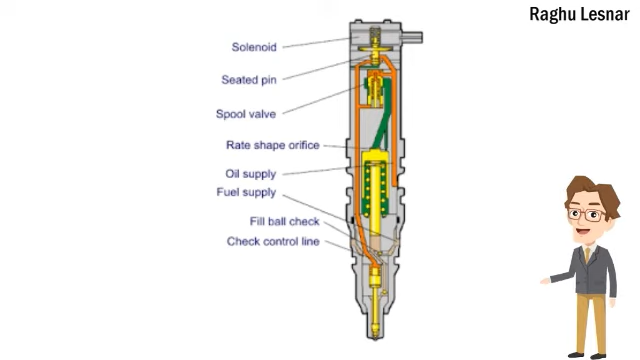 Raghu Lesnar
Solenoid
Seated pin
Spool valve
Rate shape orifice
Oil supply
Fuel supply
Fill ball check
Check control line